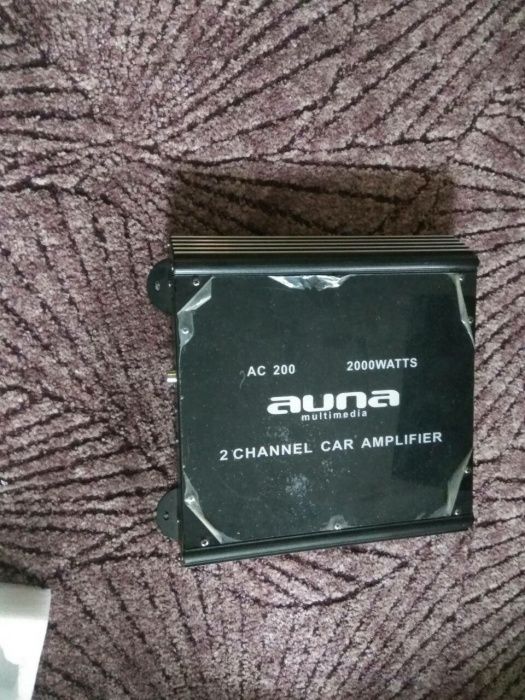 AC 200 2000WATTS
auna
multimedia
2 CHANNEL CAR AMPLIFIER